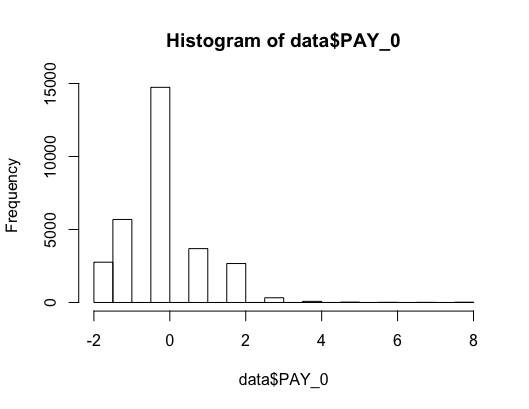 Histogram of data$PAY_0
Frequency
15000
10000
5000
0
-2 0 2 4 6 8
data$PAY_0